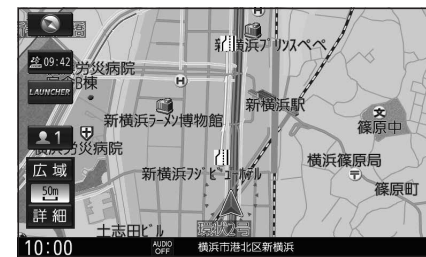 新横浜プリンスペペ
09:42
労災病院
棟
LAUNCHER
新横浜駅
新横浜ラーメン博物館
篠原中
1
横浜労災病院
横浜篠原局
広域
新横浜フジビューホテル
篠原町
50m
詳細
土志田ビル
環状2号
10:00
AUDIO OFF
横浜市港北区新横浜